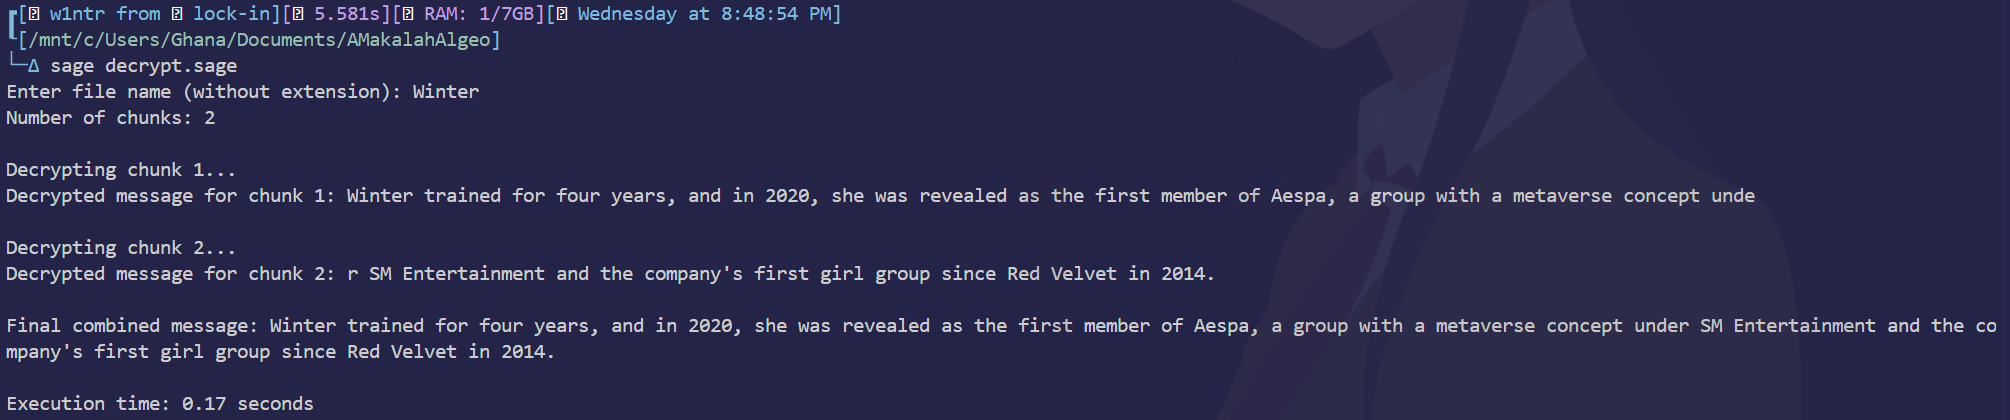 [ w1ntr from  lock-in][ 5.581s][ RAM: 1/7GB][ Wednesday at 8:48:54 PM]
[/mnt/c/Users/Ghana/Documents/AMakalahAlgeo]
└─Δ sage decrypt.sage
Enter file name (without extension): Winter
Number of chunks: 2
Decrypting chunk 1...
Decrypted message for chunk 1: Winter trained for four years, and in 2020, she was revealed as the first member of Aespa, a group with a metaverse concept unde
Decrypting chunk 2...
Decrypted message for chunk 2: r SM Entertainment and the company's first girl group since Red Velvet in 2014.
Final combined message: Winter trained for four years, and in 2020, she was revealed as the first member of Aespa, a group with a metaverse concept under SM Entertainment and the co
mpany's first girl group since Red Velvet in 2014.
Execution time: 0.17 seconds